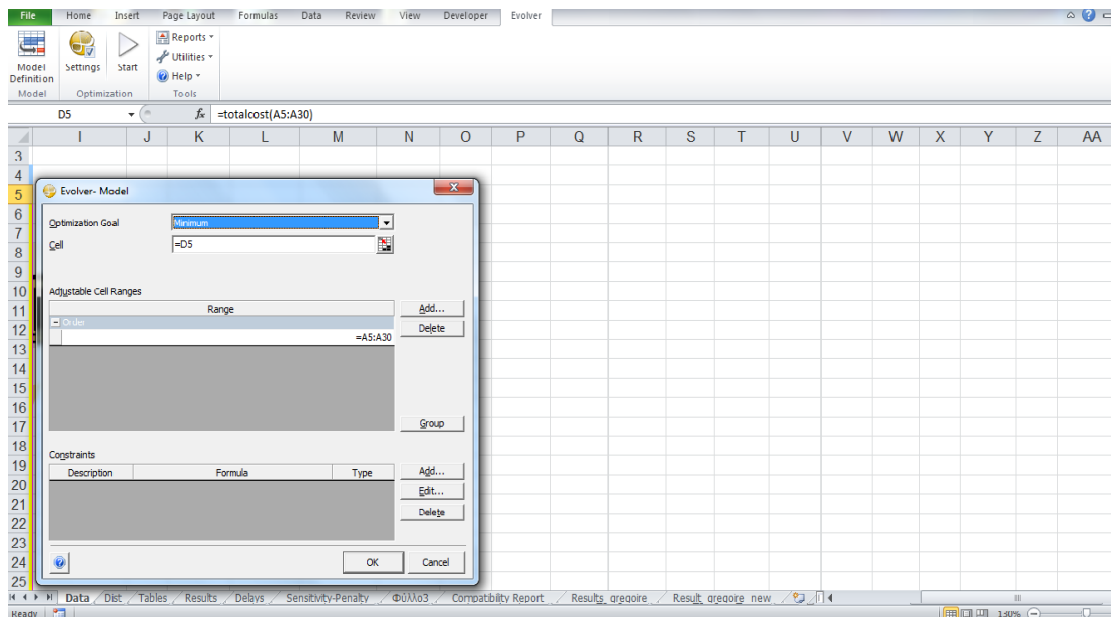 File Home Insert Page Layout Formulas Data Review View Developer Evolver
Model Definition
Settings
Start
Reports
Utilities
Help
Model Optimization Tools
D5 fx =totalcost(A5:A30)
I J K L M N O P Q R S T U V W X Y Z AA
3
4
5
6
7
8
9
10
11
12
13
14
15
16
17
18
19
20
21
22
23
24
25
Evolver- Model
Optimization Goal Minimum
Cell =D5
Adjustable Cell Ranges
Range Add...
Order Delete
=A5:A30
Group
Constraints
Description Formula Type Add...
Edit...
Delete
OK Cancel
Data Dist Tables Results Delays Sensitivity-Penalty Φύλλο3 Compatibility Report Results_gregoire Result_gregoire_new
Ready 130%